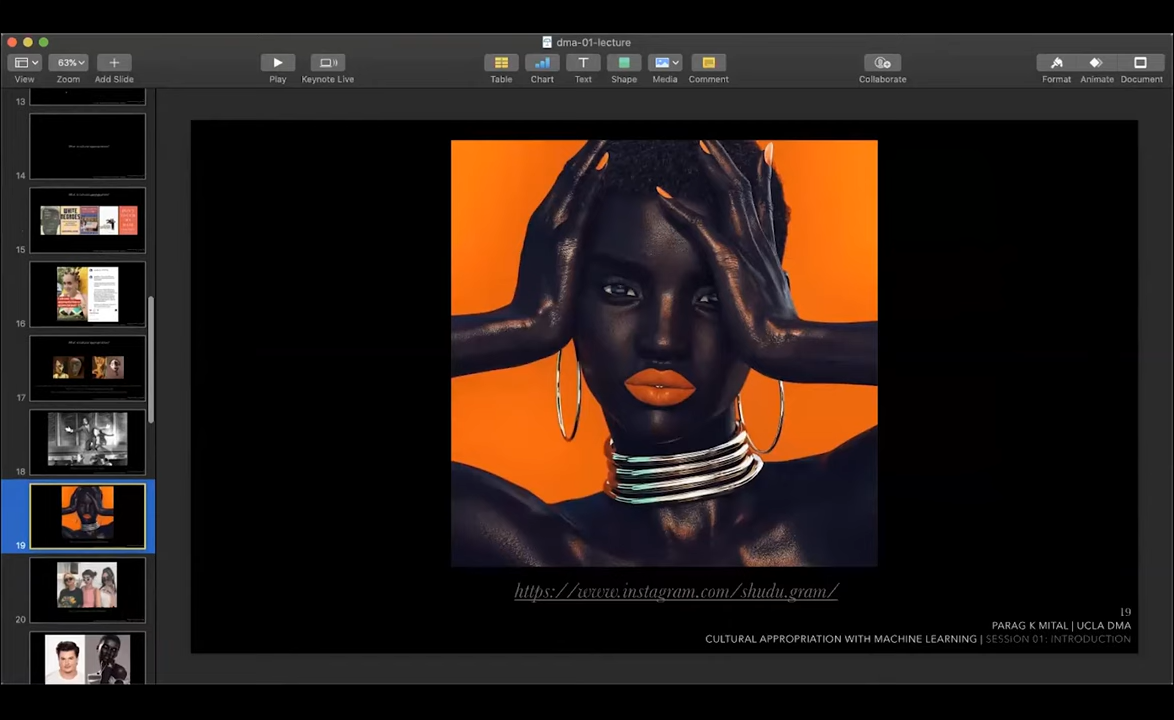 dma-01-lecture
63%
View
Zoom
Add Slide
Play
Keynote Live
Table
Chart
Text
Shape
Media
Comment
Collaborate
Format
Animate
Document
13
14
15
WHITE NEGROES
16
17
18
19
20
https://www.instagram.com/shudu.gram/
19
PARAG K MITAL | UCLA DMA
CULTURAL APPROPRIATION WITH MACHINE LEARNING | SESSION 01: INTRODUCTION